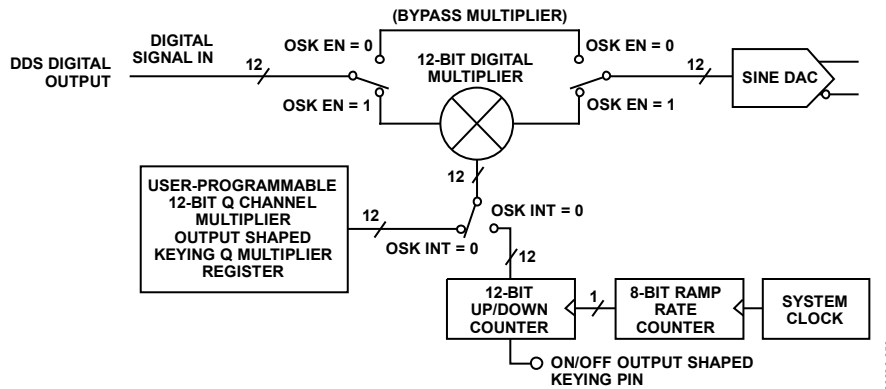 (BYPASS MULTIPLIER)
DIGITAL
SIGNAL IN
OSK EN = 0
OSK EN = 0
DDS DIGITAL
OUTPUT
12
12-BIT DIGITAL
MULTIPLIER
12
SINE DAC
OSK EN = 1
OSK EN = 1
12
USER-PROGRAMMABLE
12-BIT Q CHANNEL
MULTIPLIER
OUTPUT SHAPED
KEYING Q MULTIPLIER
REGISTER
12
OSK INT = 0
OSK INT = 0
12
12-BIT
UP/DOWN
COUNTER
1
8-BIT RAMP
RATE
COUNTER
SYSTEM
CLOCK
ON/OFF OUTPUT SHAPED
KEYING PIN